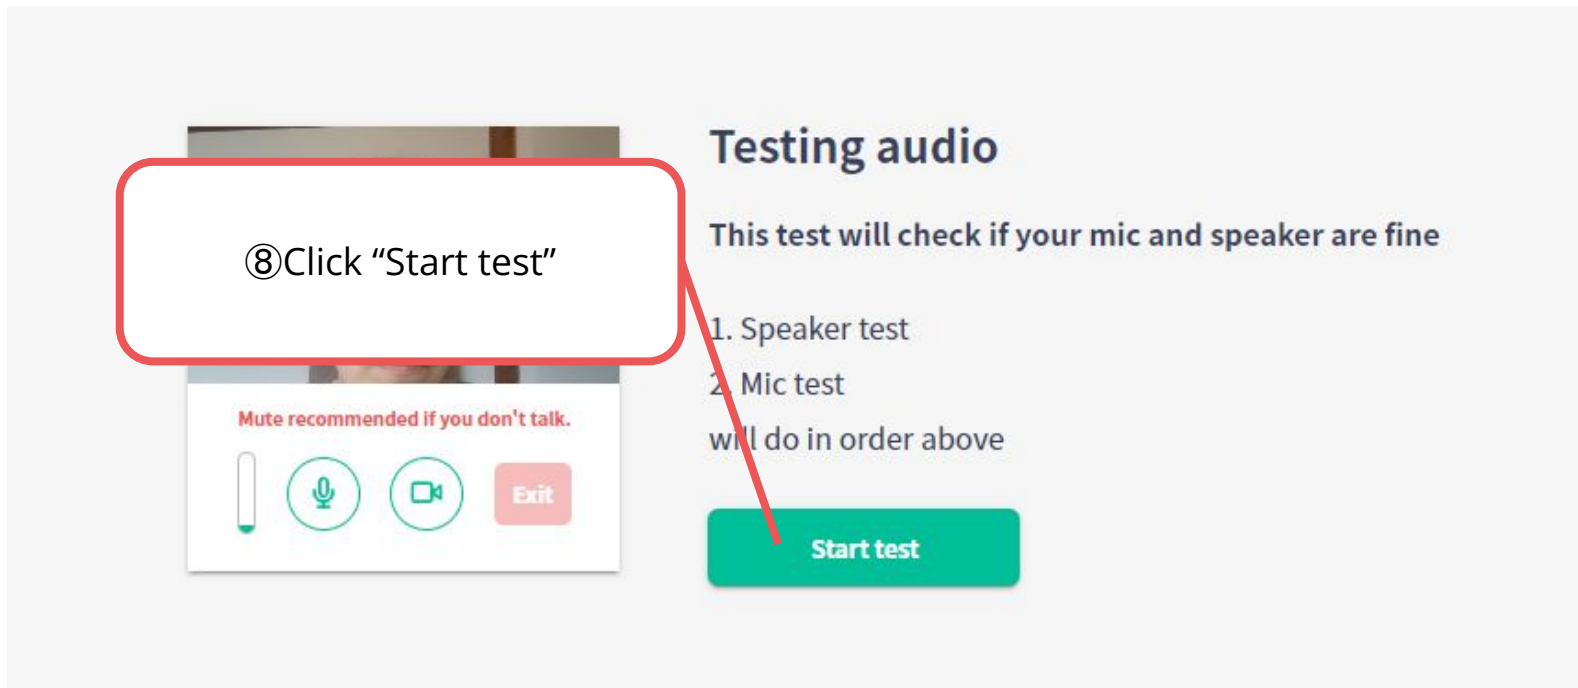 Testing audio
This test will check if your mic and speaker are fine
⑧Click “Start test”
1. Speaker test
2. Mic test
will do in order above
Mute recommended if you don't talk.
Exit
Start test